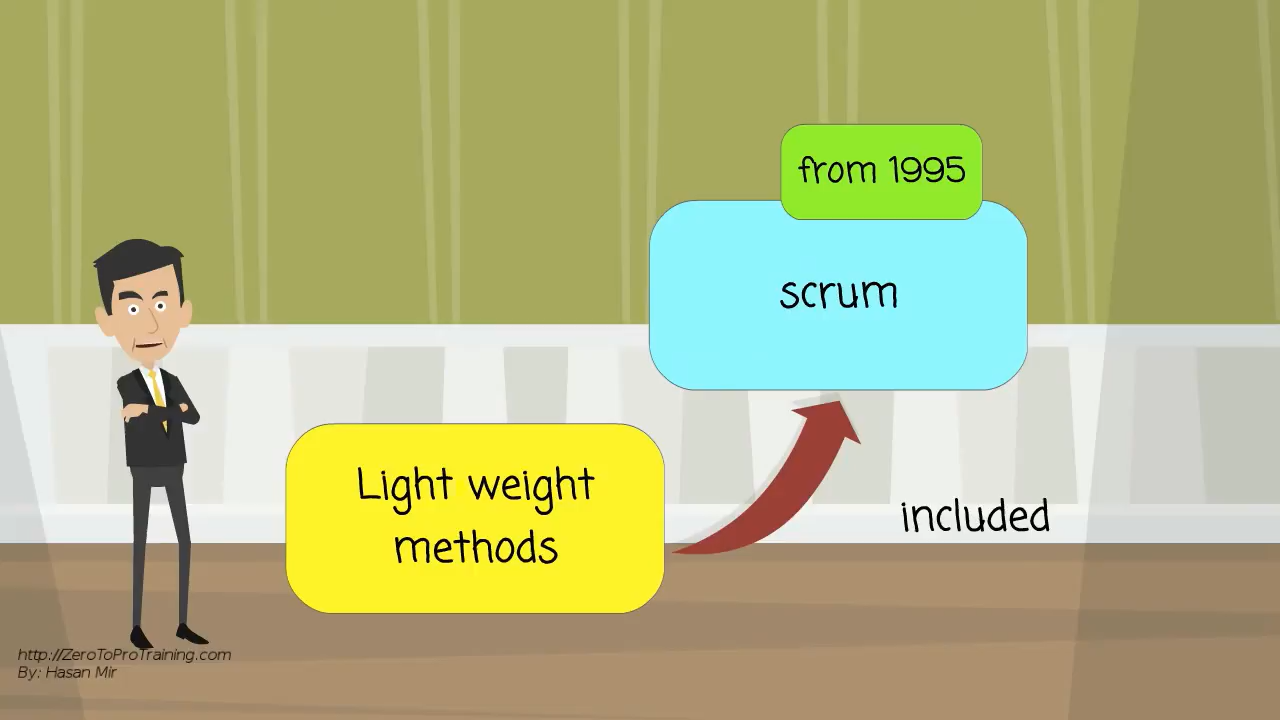 from 1995
scrum
Light weight
methods
included
http://ZeroToProTraining.com
By: Hasan Mir